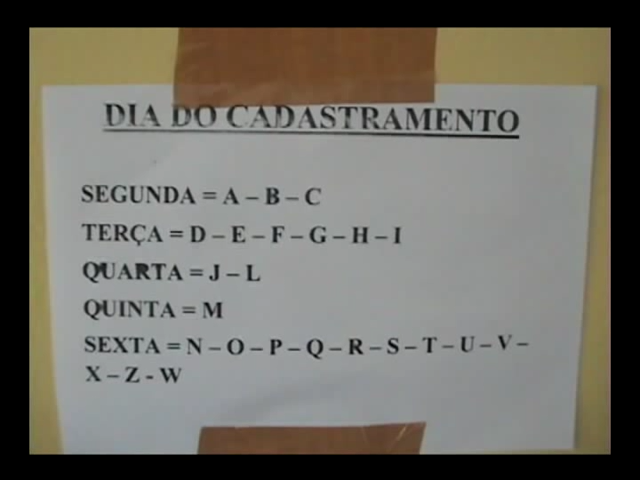 DIA DO CADASTRAMENTO
SEGUNDA = A – B – C
TERÇA = D – E – F – G – H – I
QUARTA = J – L
QUINTA = M
SEXTA = N – O – P – Q – R – S – T – U – V –
X – Z - W